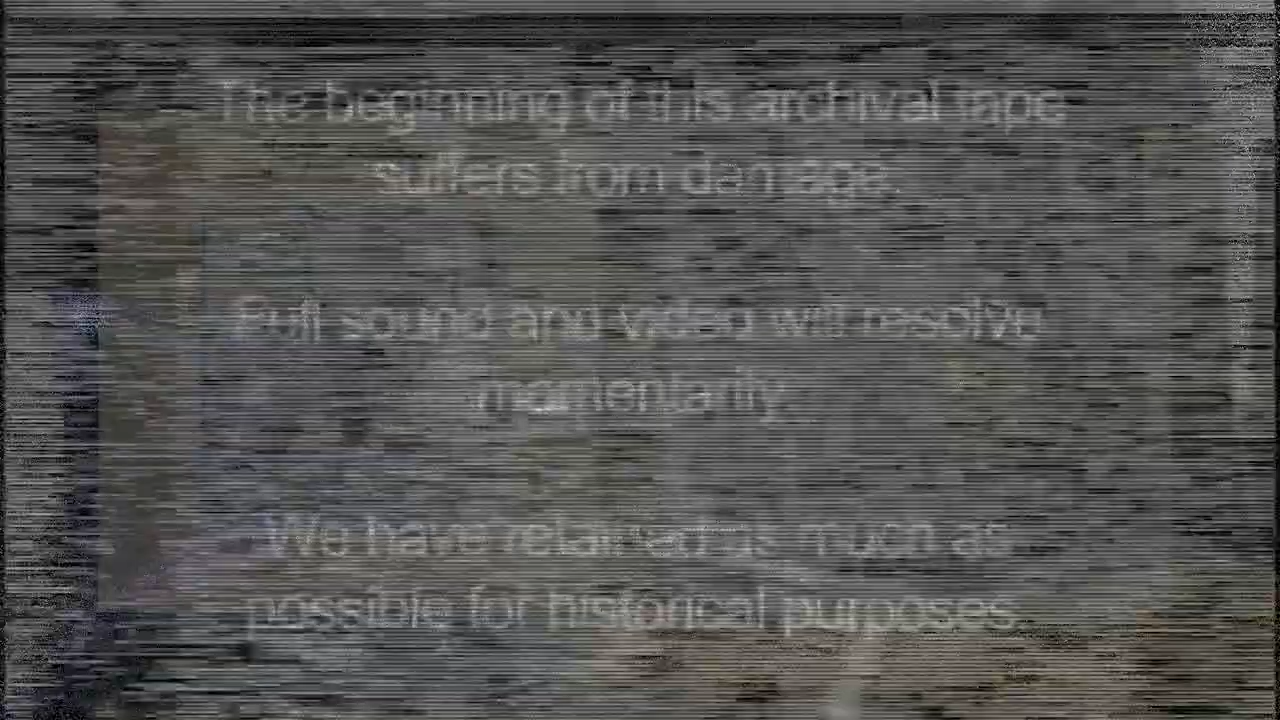 The beginning of this archival tape
suffers from damage.
Full sound and video will resolve
momentarily.
We have retained as much as
possible for historical purposes.